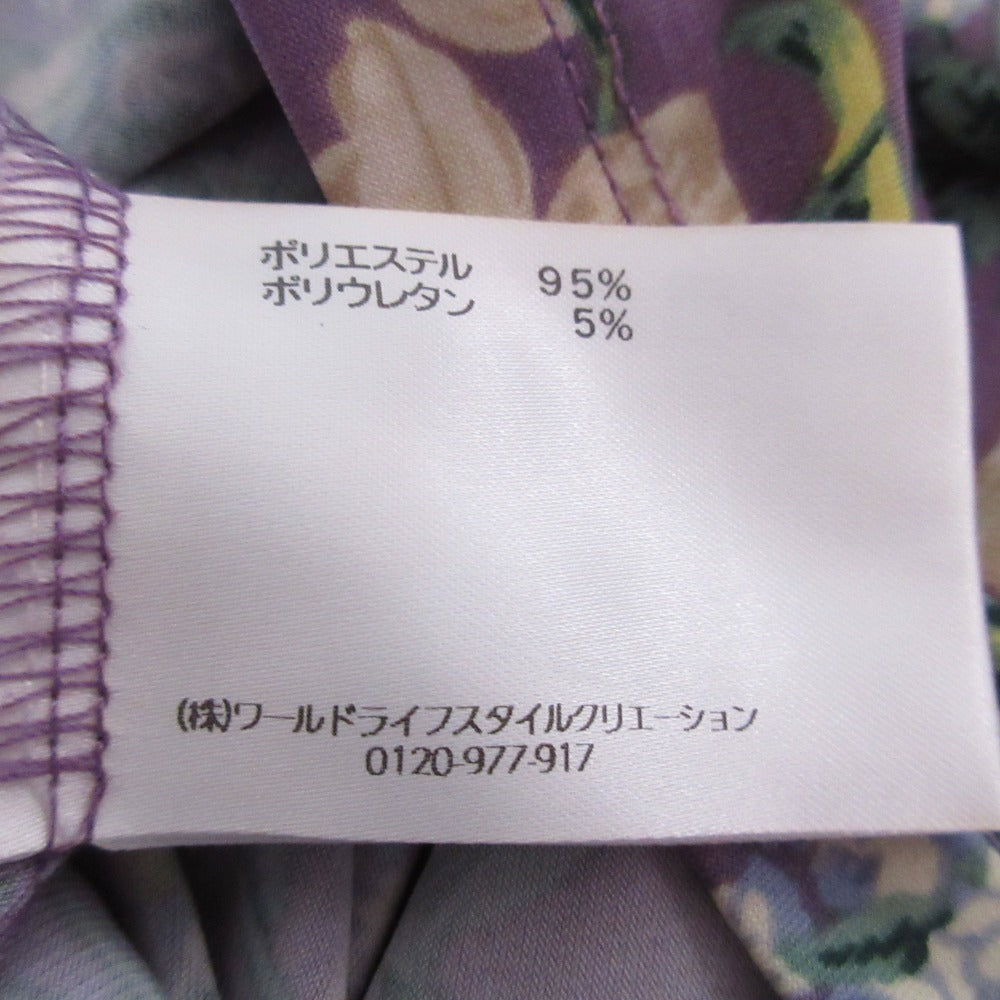 ポリエステル 95%
ポリウレタン 5%
(株)ワールドライフスタイルクリエーション
0120-977-917